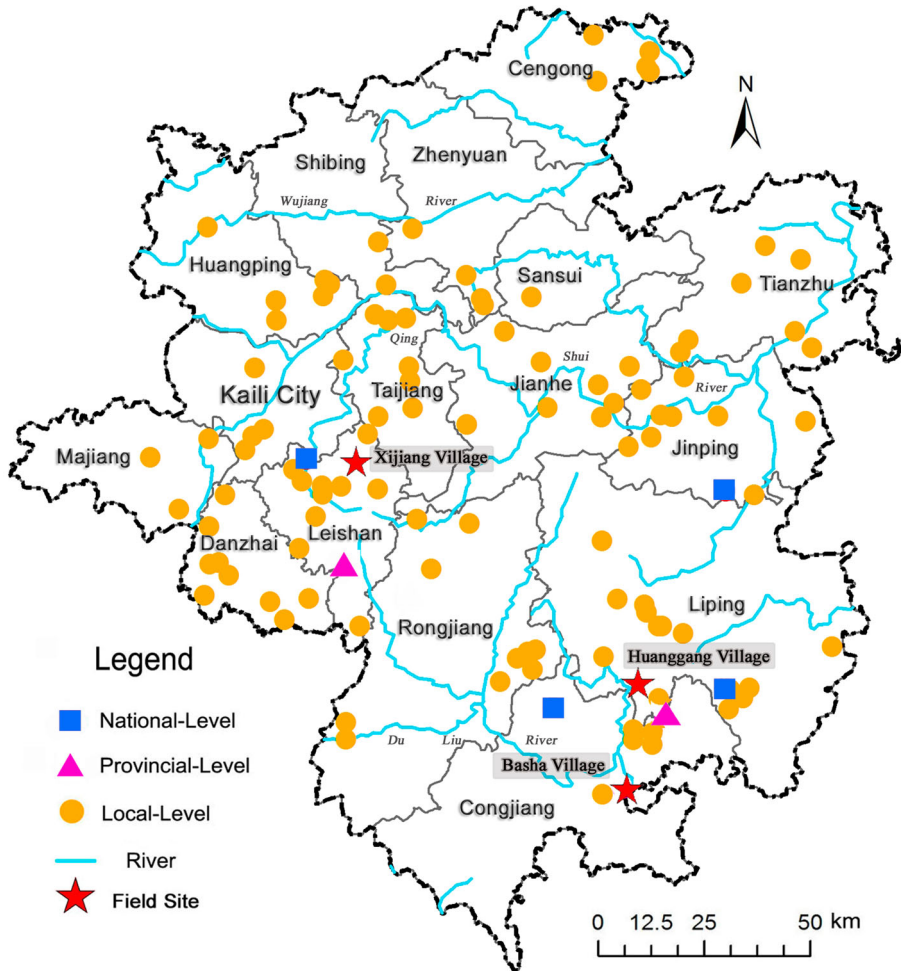 Cengong
N
Shibing
Zhenyuan
Wujiang
River
Huangping
Sansui
Tianzhu
Qing
Shui
Kaili City
Taijiang
Jianhe
River
Majiang
Xijiang Village
Jinping
Danzhai
Leishan
Liping
Rongjiang
Huanggang Village
Legend
National-Level
Provincial-Level
Local-Level
River
Field Site
Du
Liu
River
Basha Village
Congjiang
0 12.5 25 50 km